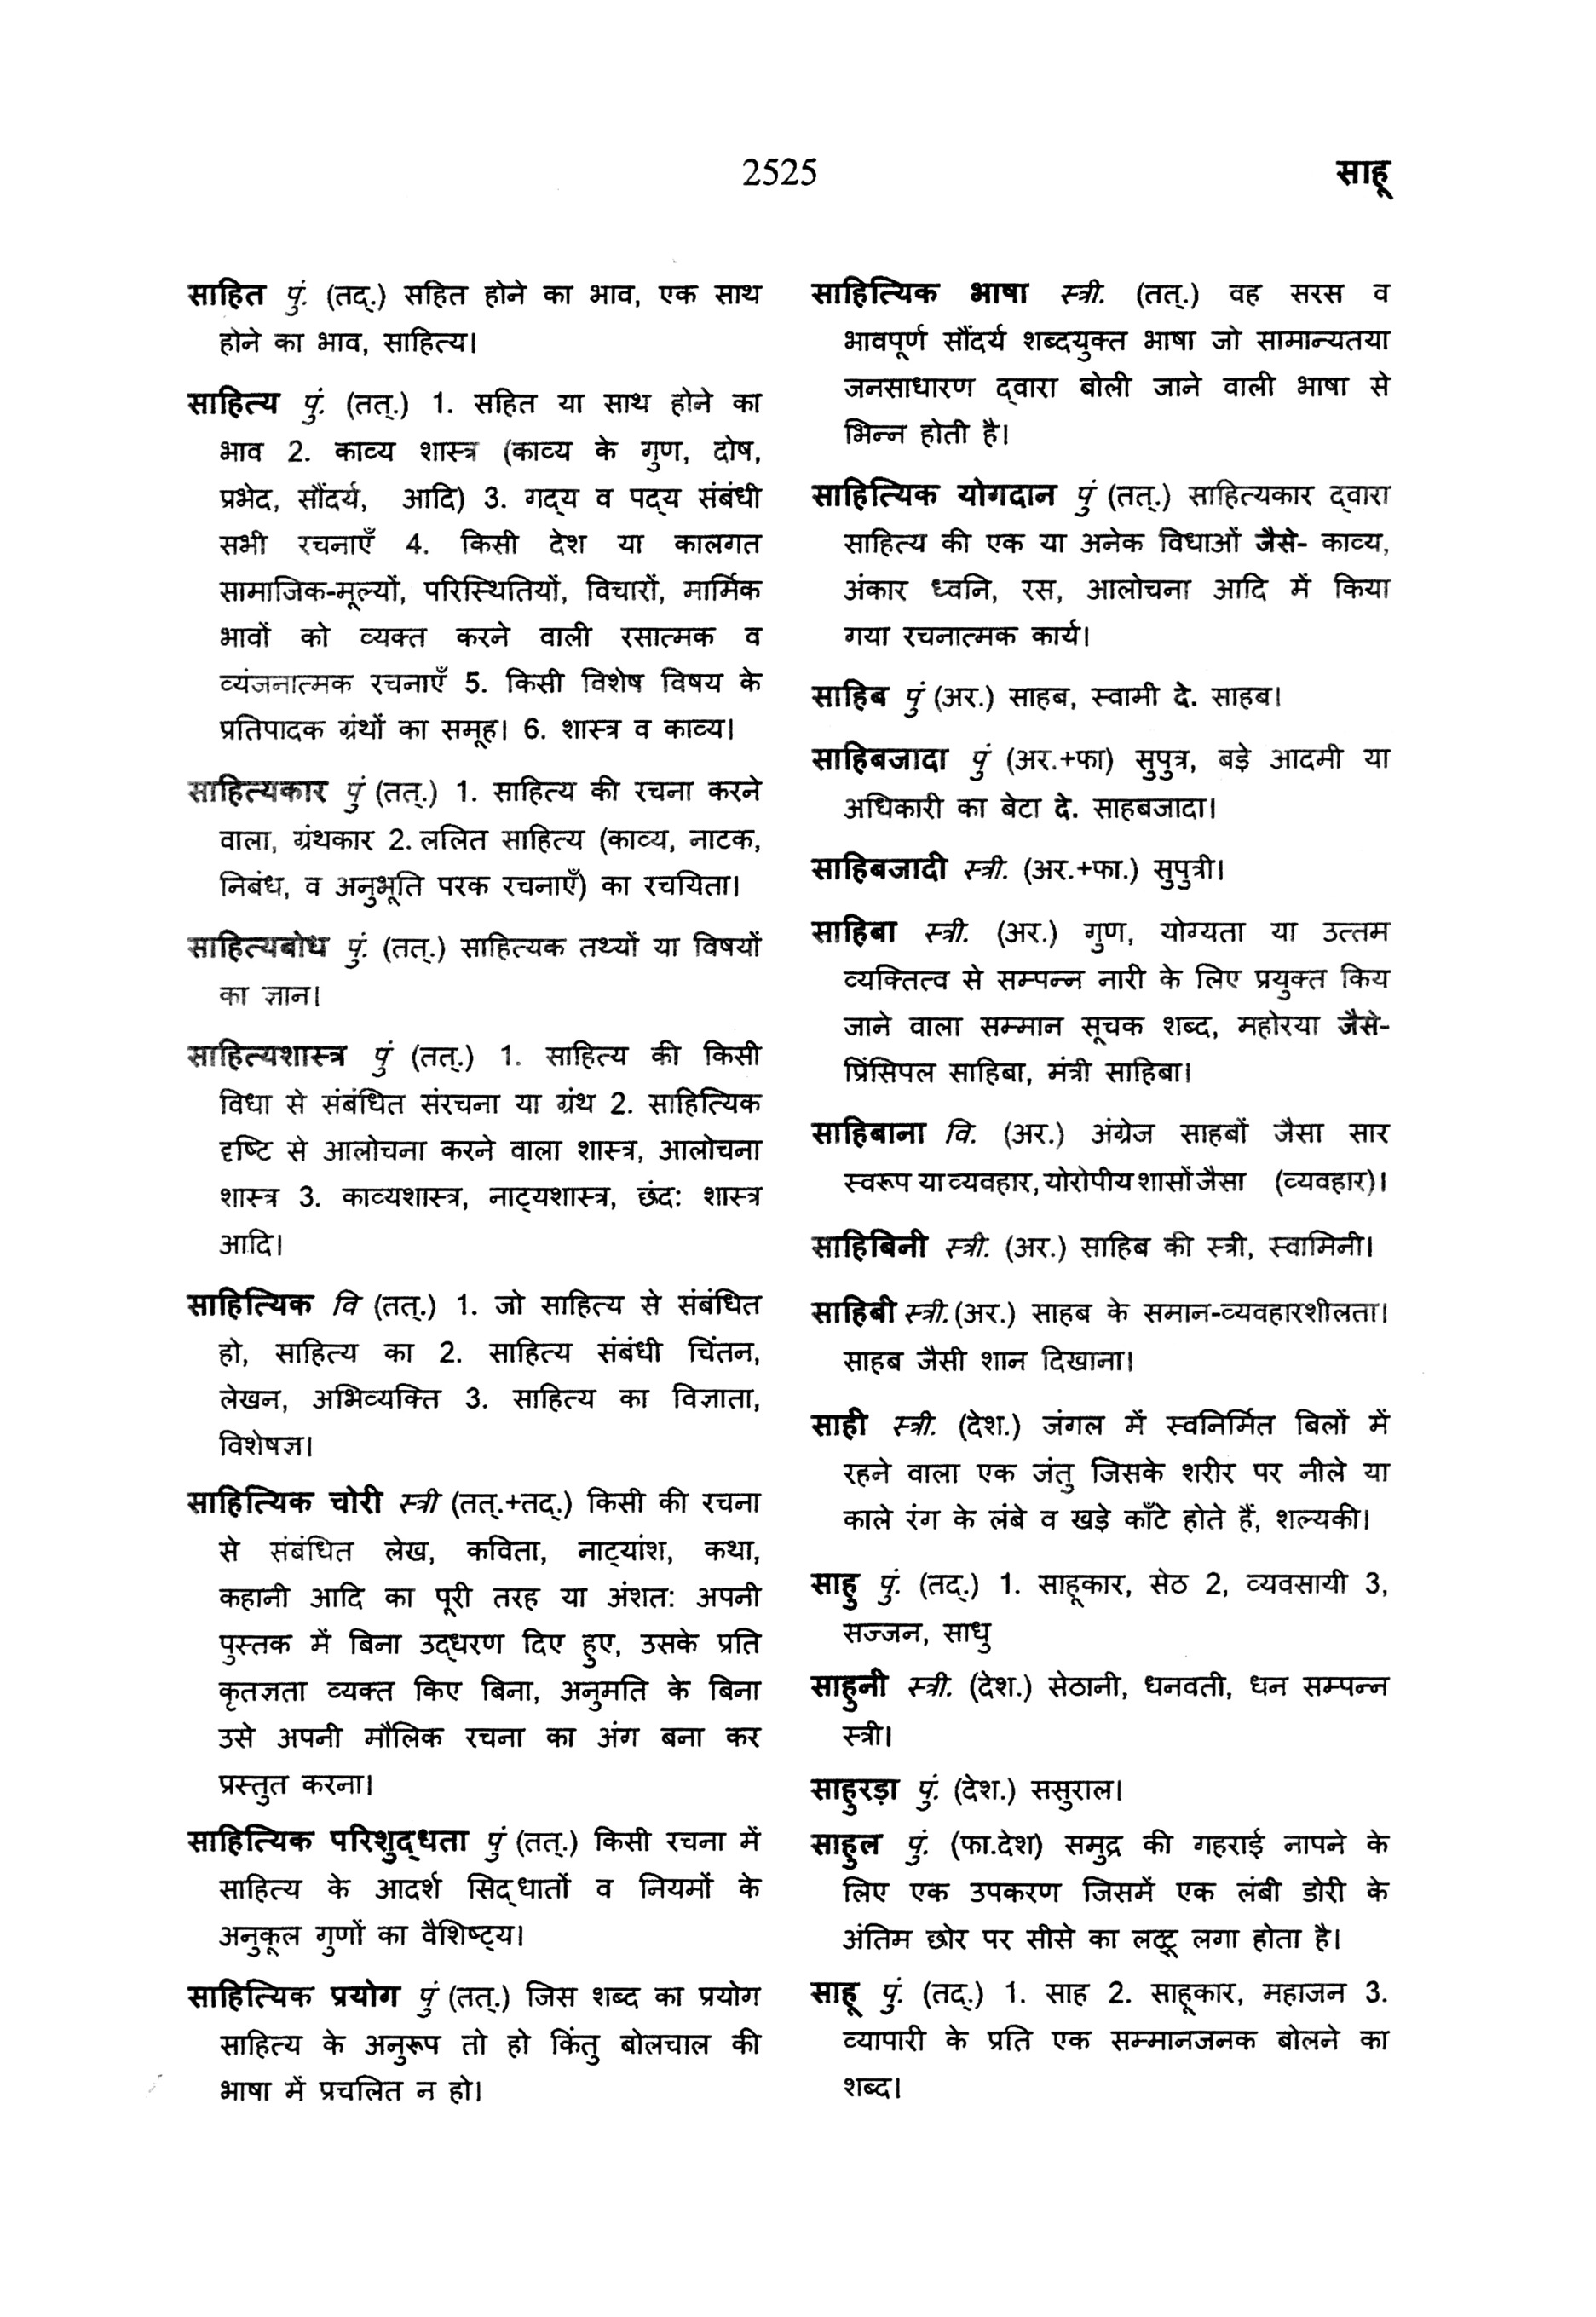 2525
साहू
साहित पुं. (तद्.) सहित होने का भाव, एक साथ
होने का भाव, साहित्य।
साहित्य पुं. (तत्.) 1. सहित या साथ होने का
भाव 2. काव्य शास्त्र (काव्य के गुण, दोष,
प्रभेद, सौंदर्य, आदि) 3. गद्‌य व पद्‌य संबंधी
सभी रचनाएँ 4. किसी देश या कालगत
सामाजिक-मूल्यों, परिस्थितियों, विचारों, मार्मिक
भावों को व्यक्त करने वाली रसात्मक व
व्यंजनात्मक रचनाएँ 5. किसी विशेष विषय के
प्रतिपादक ग्रंथों का समूह। 6. शास्त्र व काव्य।
साहित्यकार पुं (तत्.) 1. साहित्य की रचना करने
वाला, ग्रंथकार 2. ललित साहित्य (काव्य, नाटक,
निबंध, व अनुभूति परक रचनाएँ) का रचयिता।
साहित्यबोध पुं. (तत्.) साहित्यक तथ्यों या विषयों
का ज्ञान।
साहित्यशास्त्र पुं (तत्.) 1. साहित्य की किसी
विधा से संबंधित संरचना या ग्रंथ 2. साहित्यिक
दृष्टि से आलोचना करने वाला शास्त्र, आलोचना
शास्त्र 3. काव्यशास्त्र, नाट्‌यशास्त्र, छंद: शास्त्र
आदि।
साहित्यिक वि (तत्.) 1. जो साहित्य से संबंधित
हो, साहित्य का 2. साहित्य संबंधी चिंतन,
लेखन, अभिव्यक्ति 3. साहित्य का विज्ञाता,
विशेषज्ञ।
साहित्यिक चोरी स्त्री (तत्.+तद्.) किसी की रचना
से संबंधित लेख, कविता, नाट्‌यांश, कथा,
कहानी आदि का पूरी तरह या अंशत: अपनी
पुस्तक में बिना उद्‌धरण दिए हुए, उसके प्रति
कृतज्ञता व्यक्त किए बिना, अनुमति के बिना
उसे अपनी मौलिक रचना का अंग बना कर
प्रस्तुत करना।
साहित्यिक परिशुद्‌धता पुं (तत्.) किसी रचना में
साहित्य के आदर्श सिद्‌धातों व नियमों के
अनुकूल गुणों का वैशिष्ट्‌य।
साहित्यिक प्रयोग पुं (तत्.) जिस शब्द का प्रयोग
साहित्य के अनुरूप तो हो किंतु बोलचाल की
भाषा में प्रचलित न हो।
साहित्यिक भाषा स्त्री. (तत्.) वह सरस व
भावपूर्ण सौंदर्य शब्दयुक्त भाषा जो सामान्यतया
जनसाधारण द्‌वारा बोली जाने वाली भाषा से
भिन्न होती है।
साहित्यिक योगदान पुं (तत्.) साहित्यकार द्‌वारा
साहित्य की एक या अनेक विधाओं जैसे- काव्य,
अंकार ध्वनि, रस, आलोचना आदि में किया
गया रचनात्मक कार्य।
साहिब पुं (अर.) साहब, स्वामी दे. साहब।
साहिबजादा पुं (अर.+फा) सुपुत्र, बड़े आदमी या
अधिकारी का बेटा दे. साहबजादा।
साहिबजादी स्त्री. (अर.+फा.) सुपुत्री।
साहिबा स्त्री. (अर.) गुण, योग्यता या उत्तम
व्यक्तित्व से सम्पन्न नारी के लिए प्रयुक्त किय
जाने वाला सम्मान सूचक शब्द, महोरया जैसे-
प्रिंसिपल साहिबा, मंत्री साहिबा।
साहिबाना वि. (अर.) अंग्रेज साहबों जैसा सार
स्वरूप या व्यवहार, योरोपीय शासों जैसा (व्यवहार)।
साहिबिनी स्त्री. (अर.) साहिब की स्त्री, स्वामिनी।
साहिबी स्त्री. (अर.) साहब के समान-व्यवहारशीलता।
साहब जैसी शान दिखाना।
साही स्त्री. (देश.) जंगल में स्वनिर्मित बिलों में
रहने वाला एक जंतु जिसके शरीर पर नीले या
काले रंग के लंबे व खड़े काँटे होते हैं, शल्यकी।
साहु पुं. (तद्.) 1. साहूकार, सेठ 2, व्यवसायी 3,
सज्जन, साधु
साहुनी स्त्री. (देश.) सेठानी, धनवती, धन सम्पन्न
स्त्री।
साहुरड़ा पुं. (देश.) ससुराल।
साहुल पुं. (फा.देश) समुद्र की गहराई नापने के
लिए एक उपकरण जिसमें एक लंबी डोरी के
अंतिम छोर पर सीसे का लट्टू लगा होता है।
साहू पुं. (तद्.) 1. साह 2. साहूकार, महाजन 3.
व्यापारी के प्रति एक सम्मानजनक बोलने का
शब्द।